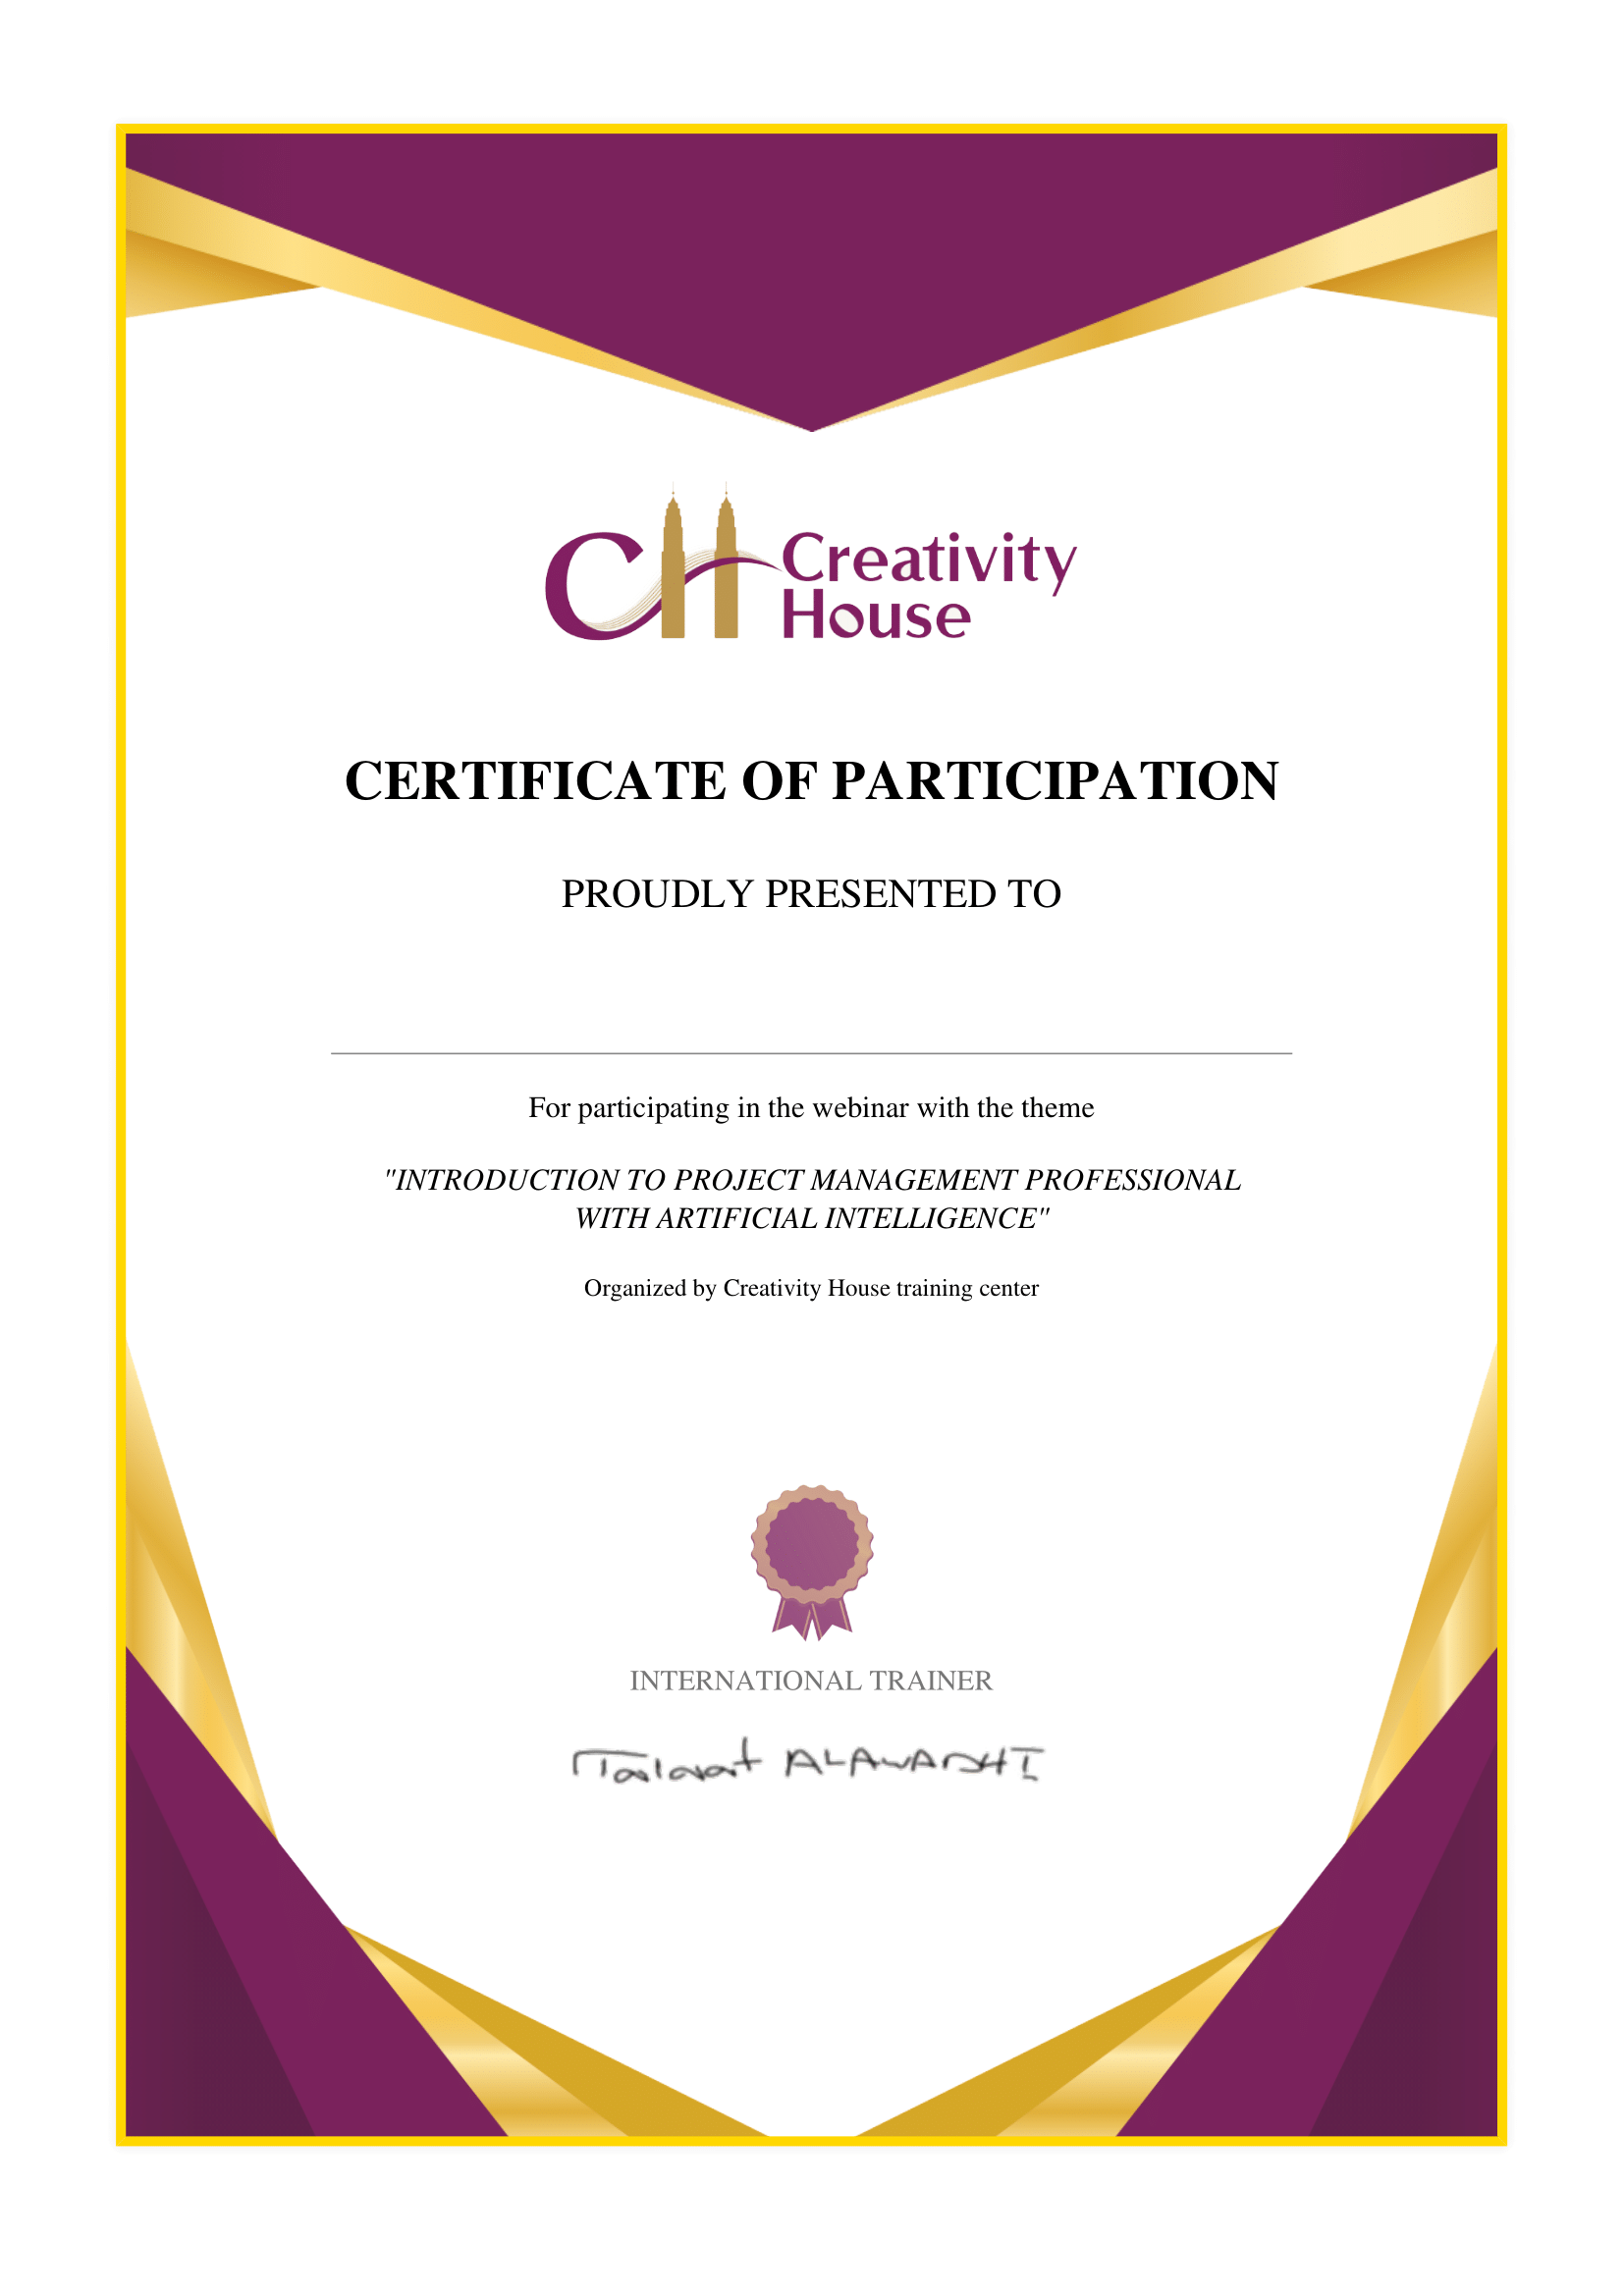 CH Creativity
House
CERTIFICATE OF PARTICIPATION
PROUDLY PRESENTED TO
For participating in the webinar with the theme
"INTRODUCTION TO PROJECT MANAGEMENT PROFESSIONAL
WITH ARTIFICIAL INTELLIGENCE"
Organized by Creativity House training center
INTERNATIONAL TRAINER
Talaat ALAWADHI